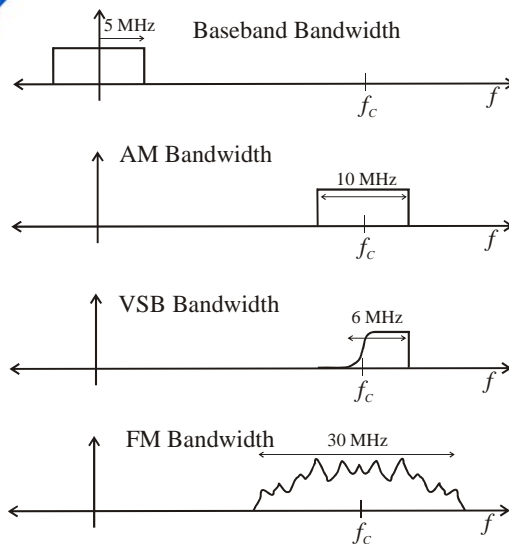 5 MHz
Baseband Bandwidth
f_C
f
AM Bandwidth
10 MHz
f_C
f
VSB Bandwidth
6 MHz
f_C
f
FM Bandwidth
30 MHz
f_C
f